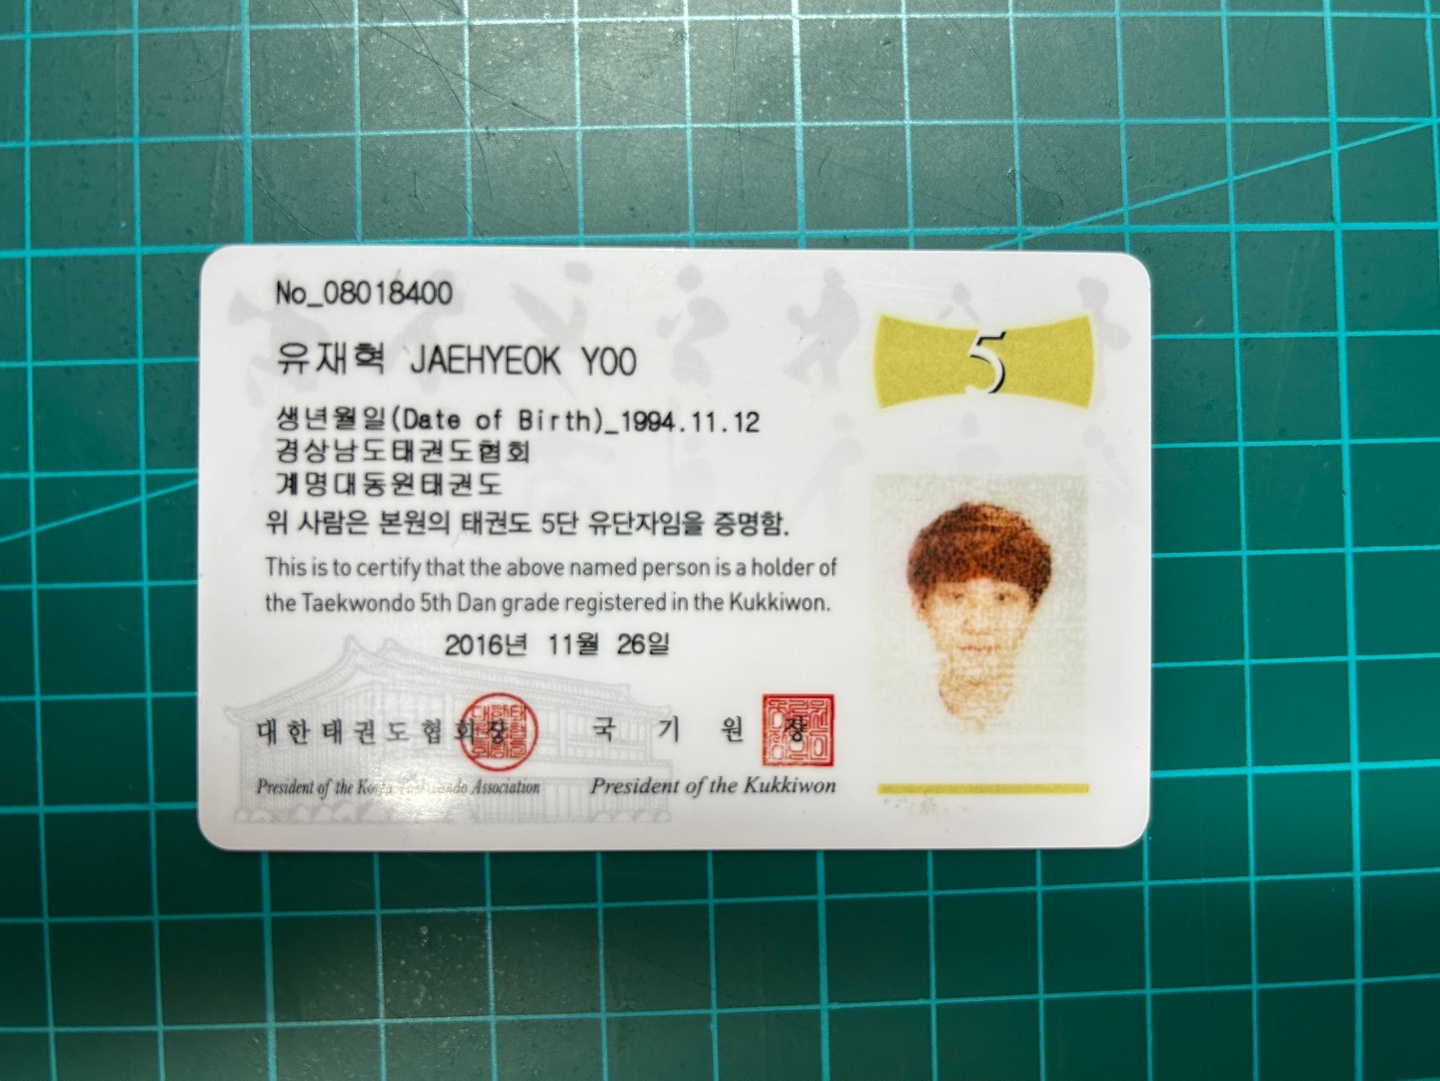 No_08018400
5
유재혁 JAEHYEOK YOO
생년월일(Date of Birth)_1994.11.12
경상남도태권도협회
계명대동원태권도
위 사람은 본원의 태권도 5단 유단자임을 증명함.
This is to certify that the above named person is a holder of
the Taekwondo 5th Dan grade registered in the Kukkiwon.
2016년 11월 26일
대한태권도협회장 국 기 원 장
President of the Korea Taekwondo Association President of the Kukkiwon